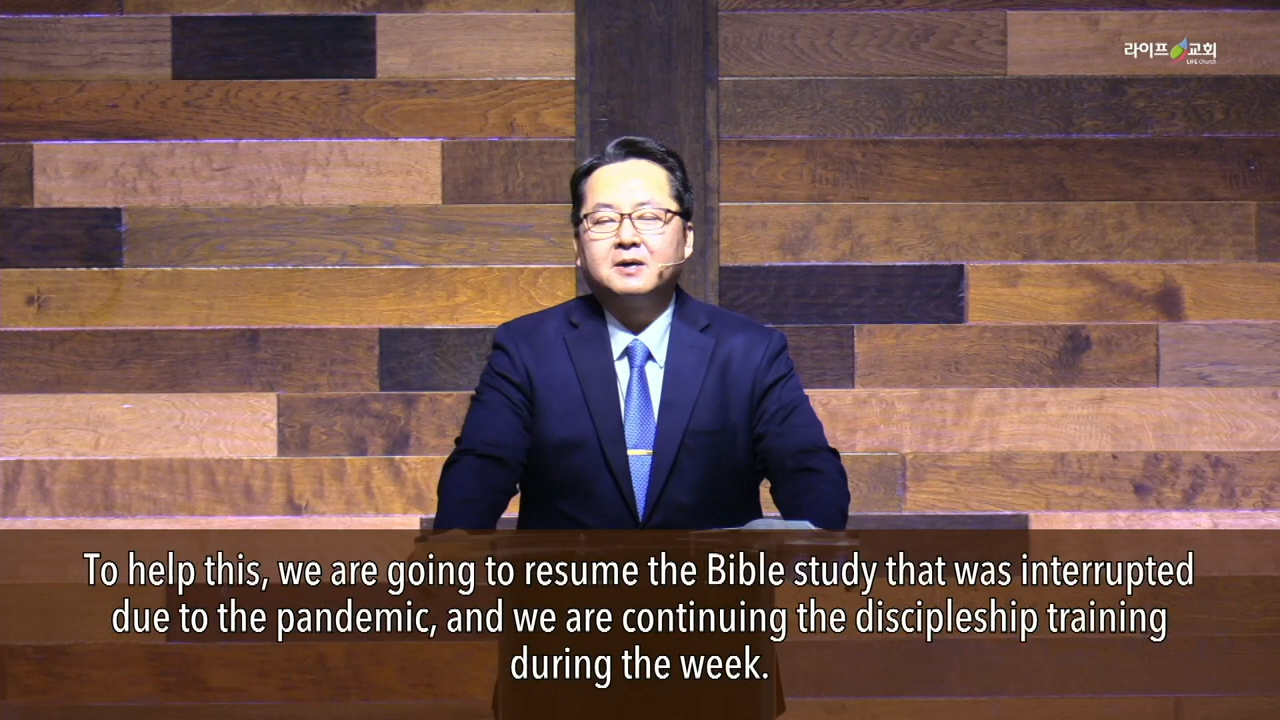 라이프 교회
LIFE Church
To help this, we are going to resume the Bible study that was interrupted
due to the pandemic, and we are continuing the discipleship training
during the week.